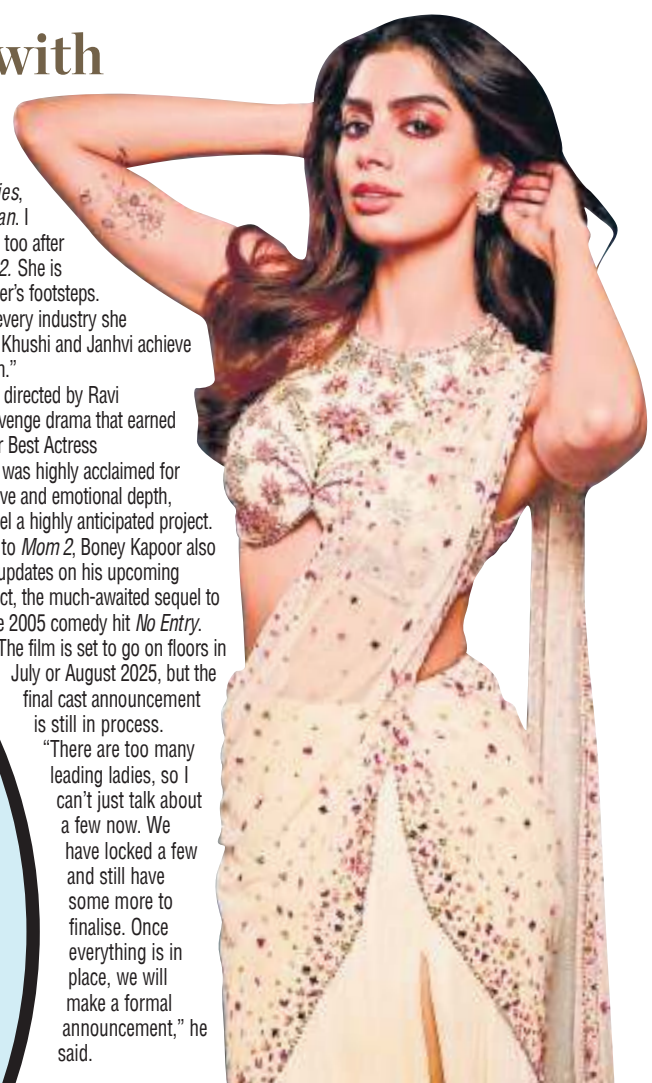 with
ies,
an. I
too after
2. She is
er’s footsteps.
every industry she
Khushi and Janhvi achieve
n.”
directed by Ravi
venge drama that earned
r Best Actress
was highly acclaimed for
ve and emotional depth,
el a highly anticipated project.
to Mom 2, Boney Kapoor also
updates on his upcoming
ct, the much-awaited sequel to
e 2005 comedy hit No Entry.
The film is set to go on floors in
July or August 2025, but the
final cast announcement
is still in process.
“There are too many
leading ladies, so I
can’t just talk about
a few now. We
have locked a few
and still have
some more to
finalise. Once
everything is in
place, we will
make a formal
announcement,” he
said.